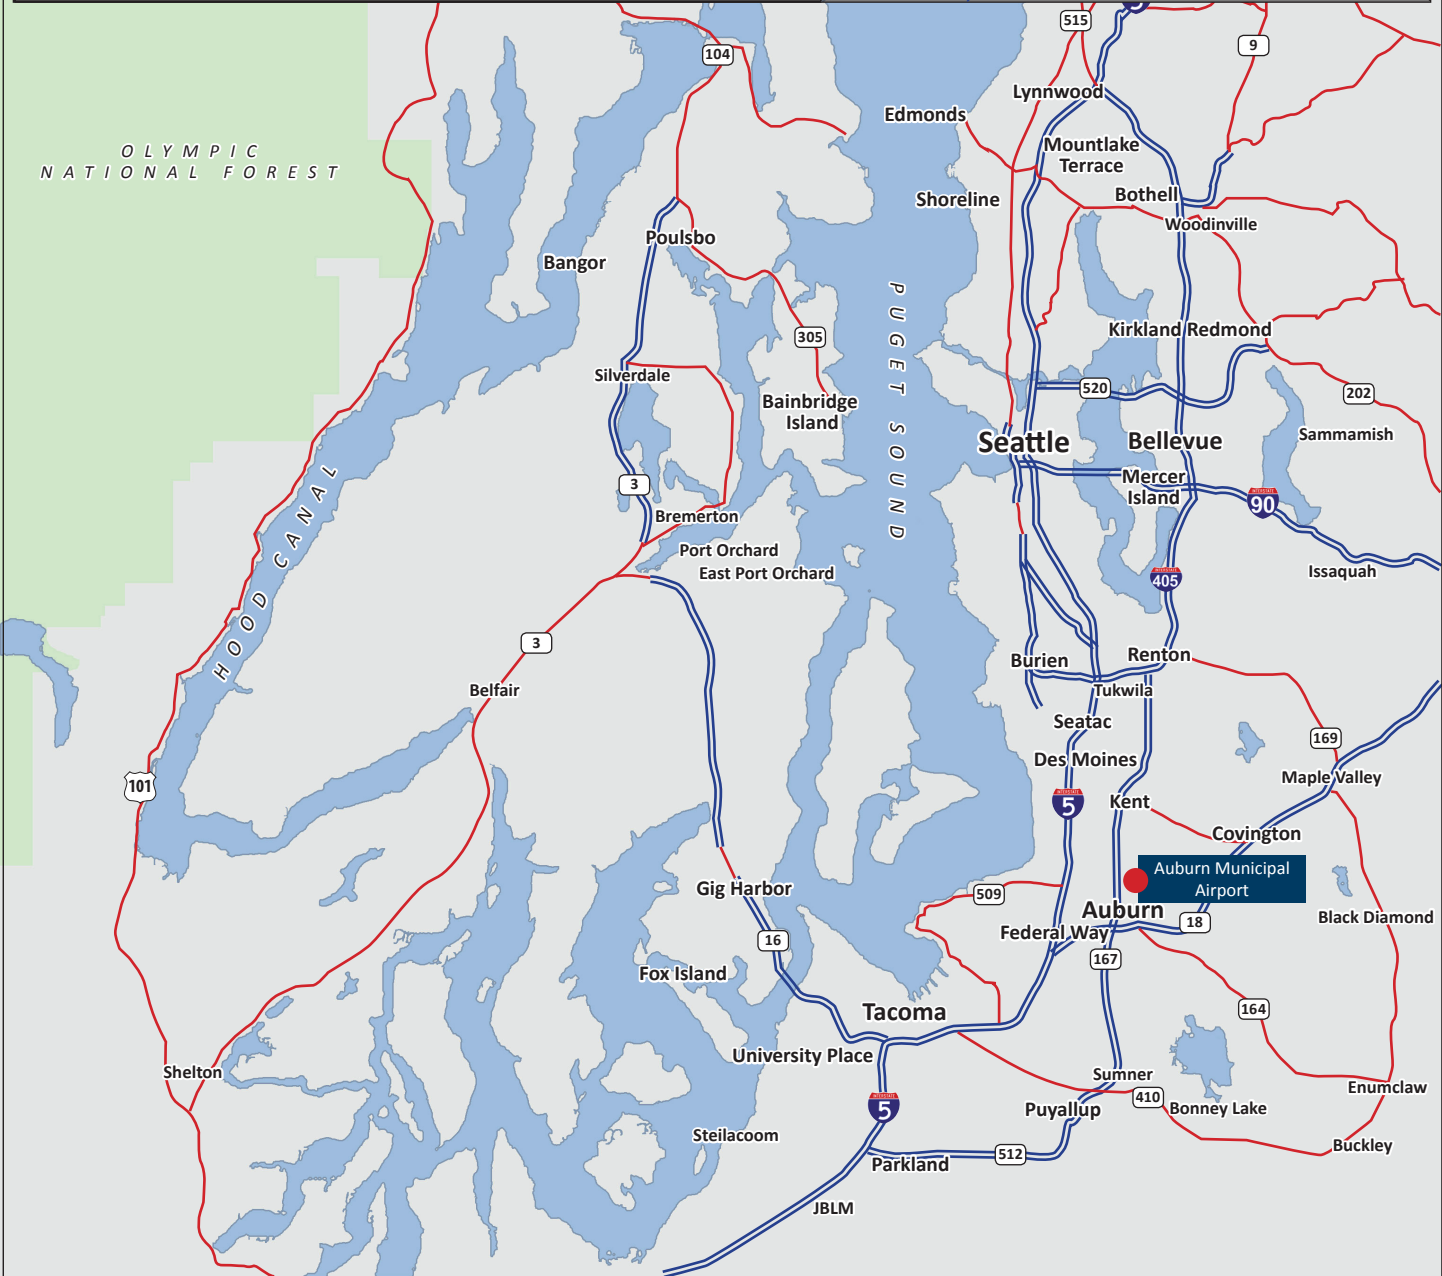 515
9
104
Lynnwood
Edmonds
Mountlake
Terrace
OLYMPIC
NATIONAL FOREST
Bothell
Shoreline
Woodinville
Poulsbo
Bangor
PUGET SOUND
Kirkland
Redmond
305
Silverdale
520
202
Bainbridge
Island
Sammamish
Seattle
Bellevue
Mercer
Island
3
INTERSTATE
90
Bremerton
HOOD CANAL
Port Orchard
East Port Orchard
Issaquah
INTERSTATE
405
3
Burien
Renton
Belfair
Tukwila
Seatac
169
Des Moines
Maple Valley
101
INTERSTATE
5
Kent
Covington
Auburn Municipal
Airport
Gig Harbor
509
Auburn
Black Diamond
18
Federal Way
16
167
Fox Island
164
Tacoma
University Place
Shelton
Sumner
Enumclaw
410
INTERSTATE
5
Puyallup
Bonney Lake
Steilacoom
Buckley
512
Parkland
JBLM